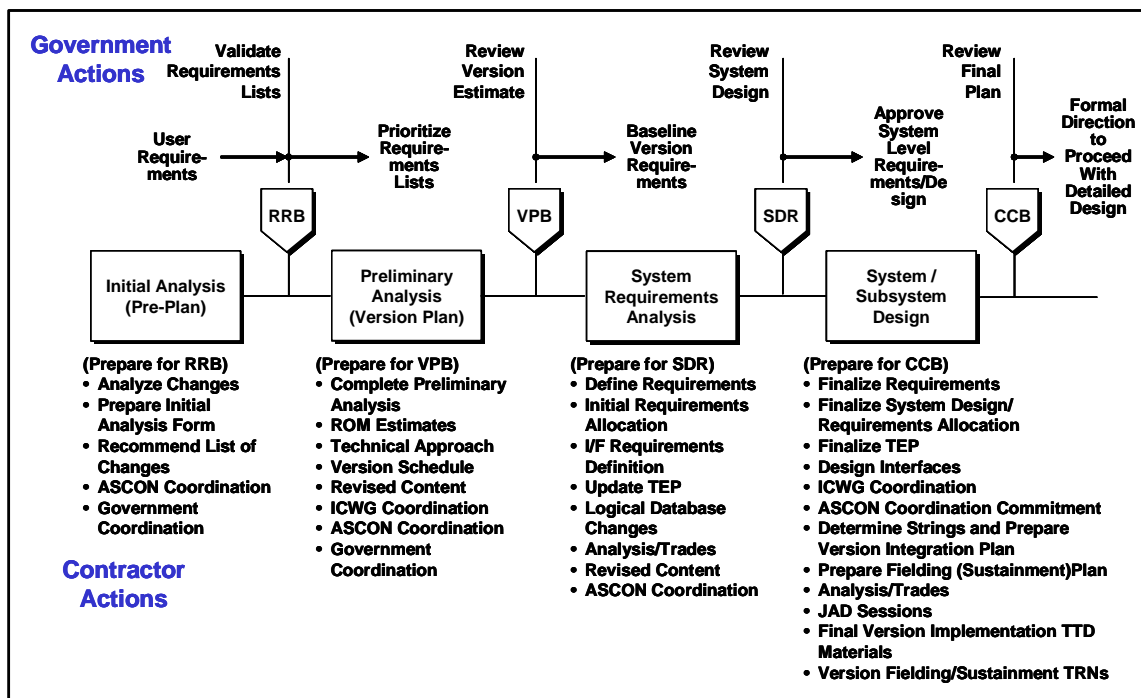 Government
Actions
Validate
Requirements
Lists
Review
Version
Estimate
Review
System
Design
Review
Final
Plan
User
Require-
ments
Prioritize
Require-
ments
Lists
Baseline
Version
Require-
ments
Approve
System
Level
Require-
ments/De
sign
Formal
Direction
to
Proceed
With
Detailed
Design
RRB
VPB
SDR
CCB
Initial Analysis
(Pre-Plan)
Preliminary
Analysis
(Version Plan)
System
Requirements
Analysis
System /
Subsystem
Design
(Prepare for RRB)
• Analyze Changes
• Prepare Initial
Analysis Form
• Recommend List of
Changes
• ASCON Coordination
• Government
Coordination
(Prepare for VPB)
• Complete Preliminary
Analysis
• ROM Estimates
• Technical Approach
• Version Schedule
• Revised Content
• ICWG Coordination
• ASCON Coordination
• Government
Coordination
(Prepare for SDR)
• Define Requirements
• Initial Requirements
Allocation
• I/F Requirements
Definition
• Update TEP
• Logical Database
Changes
• Analysis/Trades
• Revised Content
• ASCON Coordination
(Prepare for CCB)
• Finalize Requirements
• Finalize System Design/
Requirements Allocation
• Finalize TEP
• Design Interfaces
• ICWG Coordination
• ASCON Coordination Commitment
• Determine Strings and Prepare
Version Integration Plan
• Prepare Fielding (Sustainment)Plan
• Analysis/Trades
• JAD Sessions
• Final Version Implementation TTD
Materials
• Version Fielding/Sustainment TRNs
Contractor
Actions